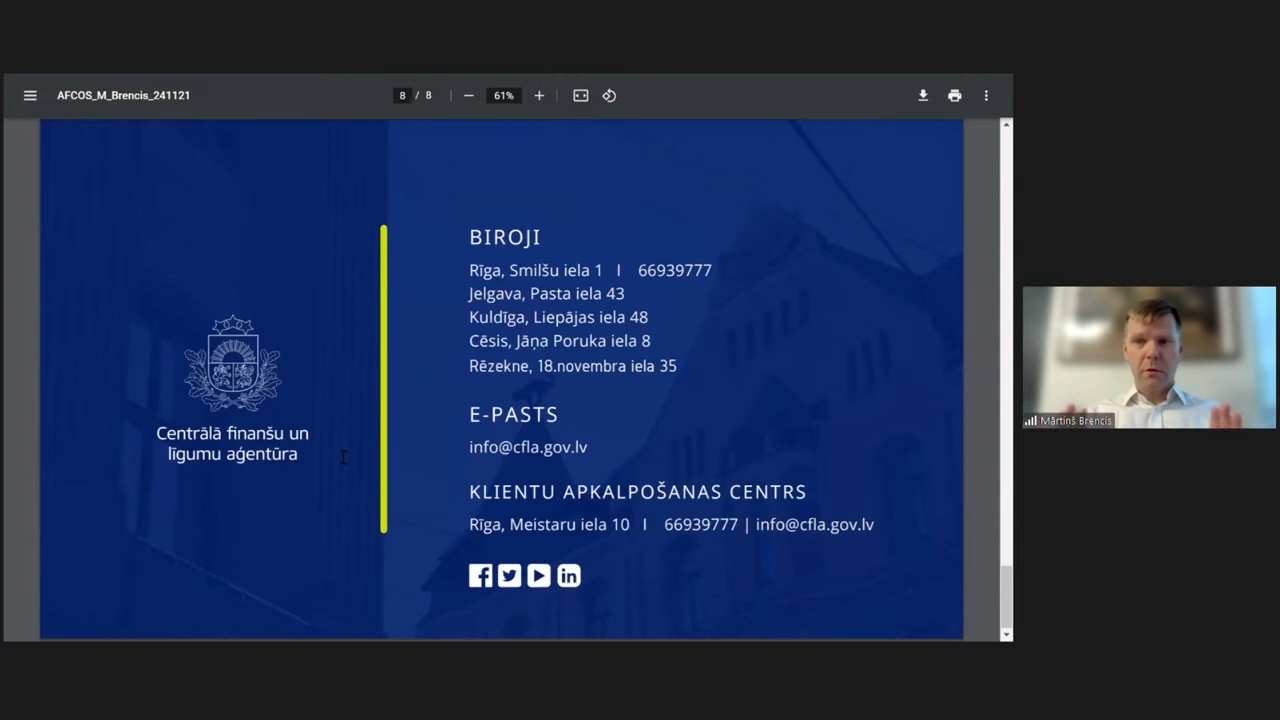 AFCOS_M_Brencis_241121
8 / 8
61%
BIROJI
Rīga, Smilšu iela 1 I 66939777
Jelgava, Pasta iela 43
Kuldīga, Liepājas iela 48
Cēsis, Jāņa Poruka iela 8
Rēzekne, 18.novembra iela 35
E-PASTS
info@cfla.gov.lv
KLIENTU APKALPOŠANAS CENTRS
Rīga, Meistaru iela 10 I 66939777 | info@cfla.gov.lv
Centrālā finanšu un
līgumu aģentūra
Mārtiņš Brencis